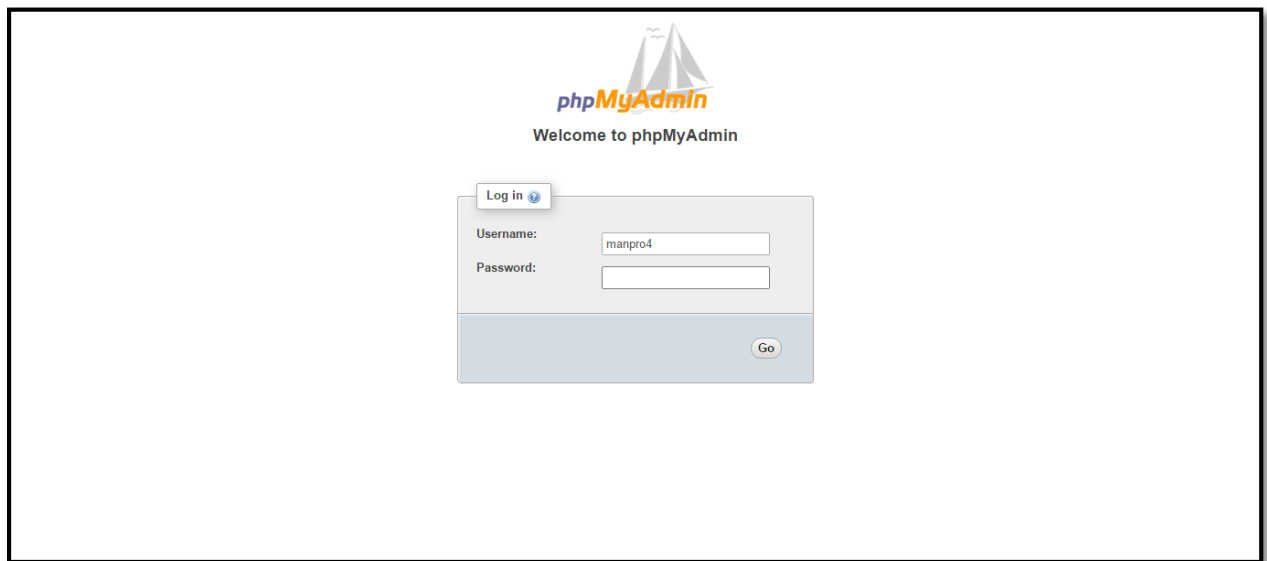 phpMyAdmin
Welcome to phpMyAdmin
Log in
Username: manpro4
Password:
Go